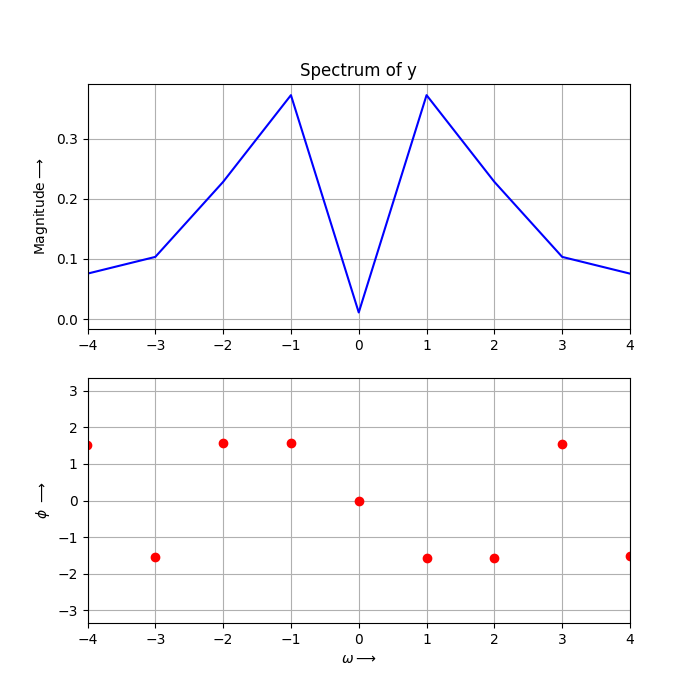 Spectrum of y
Magnitude⟶
0.3
0.2
0.1
0.0
−4 −3 −2 −1 0 1 2 3 4
ϕ ⟶
3
2
1
0
−1
−2
−3
−4 −3 −2 −1 0 1 2 3 4
ω⟶